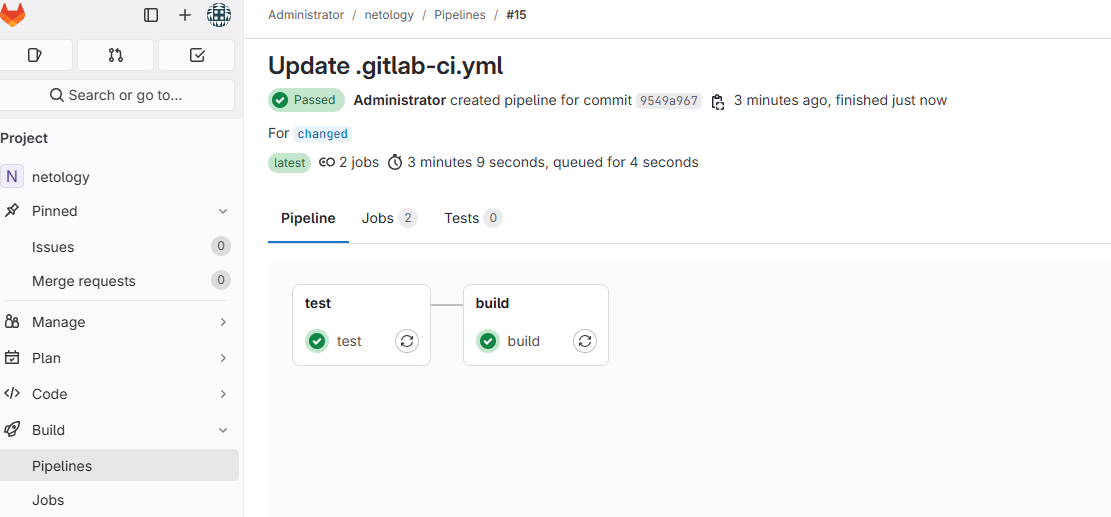 Administrator / netology / Pipelines / #15
Search or go to...
Project
N netology
Pinned
Issues 0
Merge requests 0
Manage
Plan
Code
Build
Pipelines
Jobs
Update .gitlab-ci.yml
Passed Administrator created pipeline for commit 9549a967 3 minutes ago, finished just now
For changed
latest 2 jobs 3 minutes 9 seconds, queued for 4 seconds
Pipeline Jobs 2 Tests 0
test
test
build
build